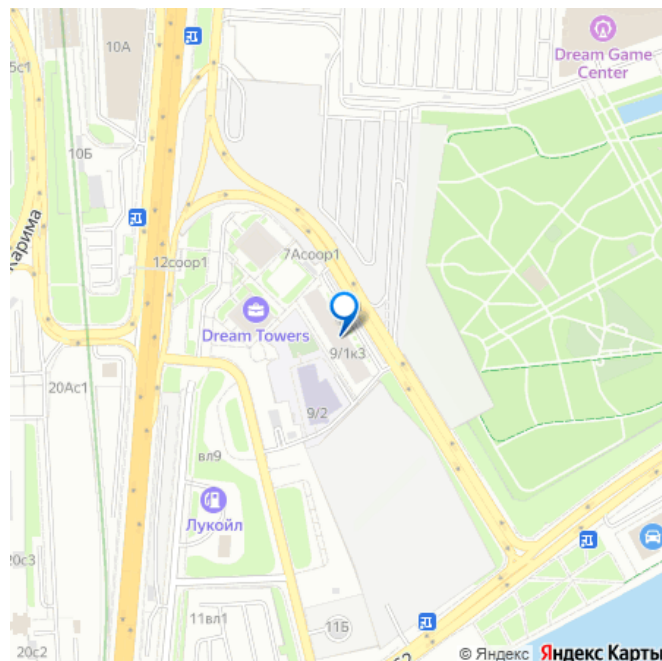 10А
Dream Game
Center
5с1
10Б
Карима
12соор1
7Асоор1
Dream Towers
9/1к3
20Ас1
9/2
вл9
Лукойл
20с3
11вл1
11Б
20с2
© Яндекс Яндекс Карты